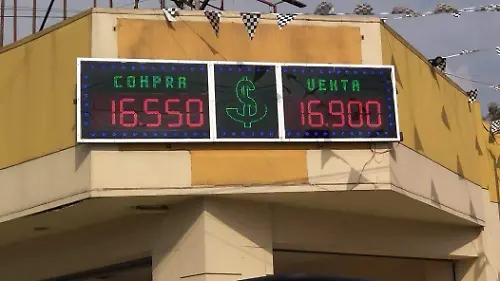 COMPRA
16.550
$
VENTA
16.900